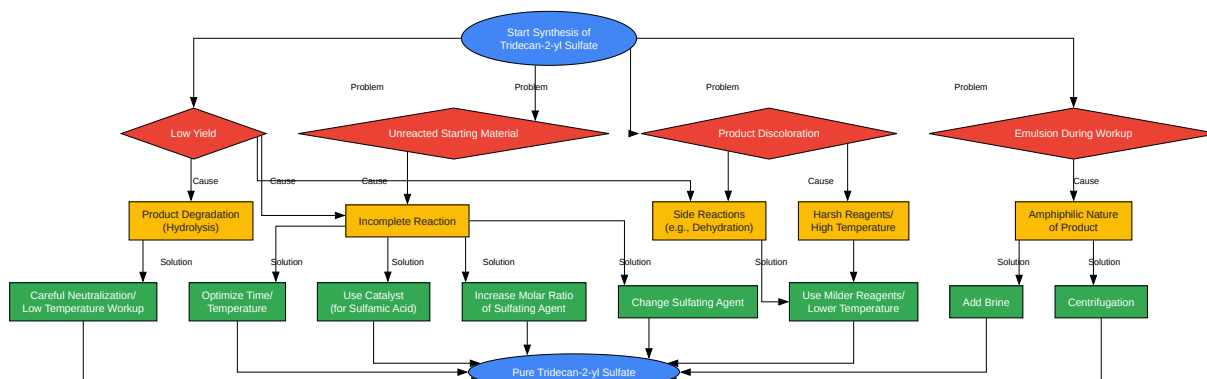 Start Synthesis of
Tridecan-2-yl Sulfate
Problem
Problem
Problem
Problem
Low Yield
Unreacted Starting Material
Product Discoloration
Emulsion During Workup
Cause
Cause
Cause
Cause
Cause
Product Degradation
(Hydrolysis)
Incomplete Reaction
Side Reactions
(e.g., Dehydration)
Harsh Reagents/
High Temperature
Amphiphilic Nature
of Product
Solution
Solution
Solution
Solution
Solution
Solution
Solution
Solution
Careful Neutralization/
Low Temperature Workup
Optimize Time/
Temperature
Use Catalyst
(for Sulfamic Acid)
Increase Molar Ratio
of Sulfating Agent
Change Sulfating Agent
Use Milder Reagents/
Lower Temperature
Add Brine
Centrifugation
Pure Tridecan-2-yl Sulfate